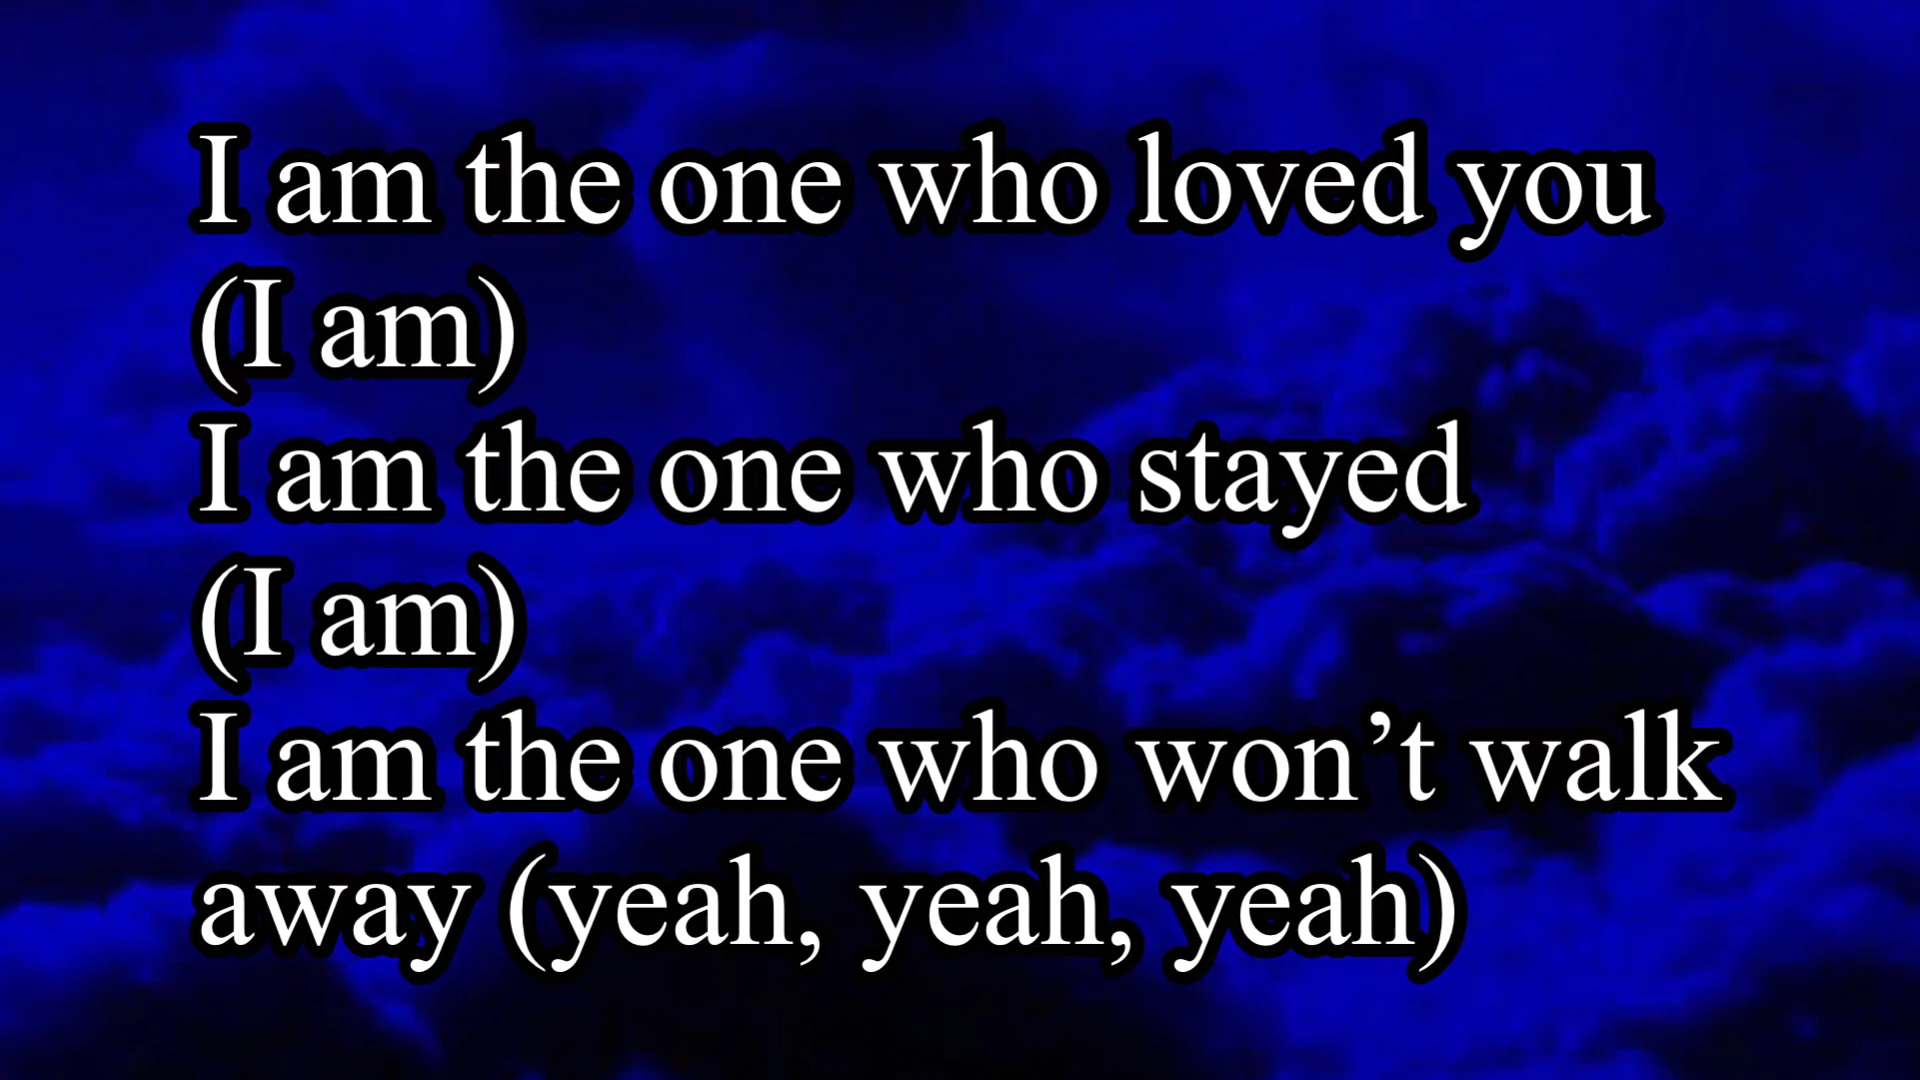 I am the one who loved you
(I am)
I am the one who stayed
(I am)
I am the one who won’t walk
away (yeah, yeah, yeah)